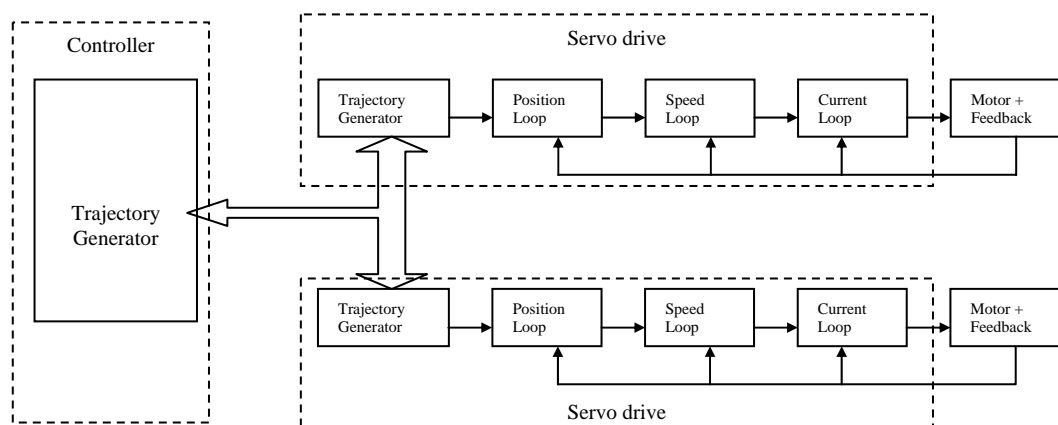 Controller
Trajectory
Generator
Servo drive
Trajectory
Generator
Position
Loop
Speed
Loop
Current
Loop
Motor +
Feedback
Trajectory
Generator
Position
Loop
Speed
Loop
Current
Loop
Motor +
Feedback
Servo drive